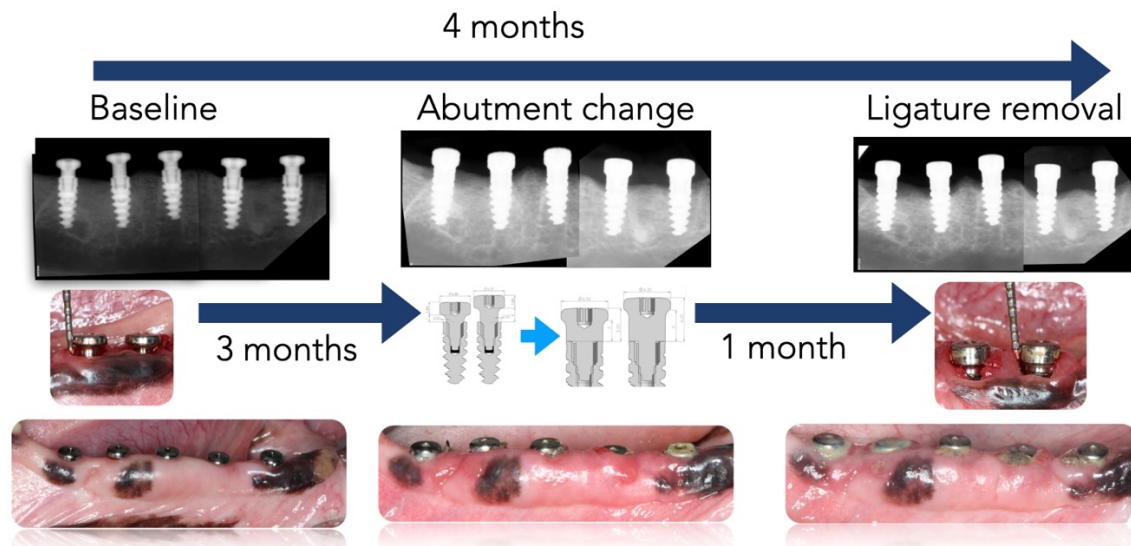 4 months
Baseline
Abutment change
Ligature removal
3 months
1 month